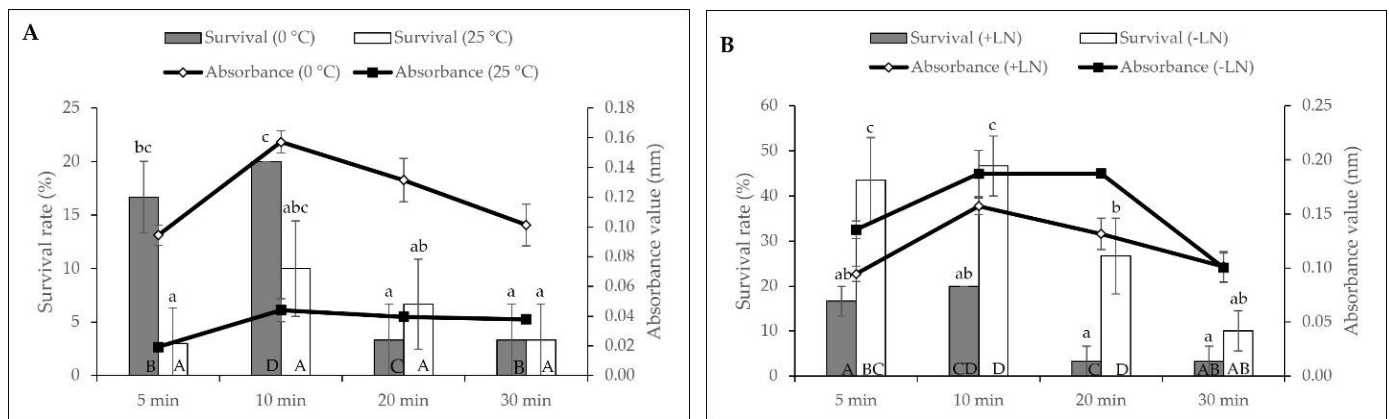 A
Survival (0 °C)
Survival (25 °C)
Absorbance (0 °C)
Absorbance (25 °C)
25
20
15
10
5
0
Survival rate (%)
0.18
0.16
0.14
0.12
0.10
0.08
0.06
0.04
0.02
0.00
Absorbance value (nm)
bc
a
c
abc
a
ab
a
a
B
A
D
A
C
A
B
A
5 min
10 min
20 min
30 min
B
Survival (+LN)
Survival (-LN)
Absorbance (+LN)
Absorbance (-LN)
60
50
40
30
20
10
0
Survival rate (%)
0.25
0.20
0.15
0.10
0.05
0.00
Absorbance value (nm)
ab
c
ab
c
a
b
a
ab
A
BC
CD
D
C
D
AB
AB
5 min
10 min
20 min
30 min